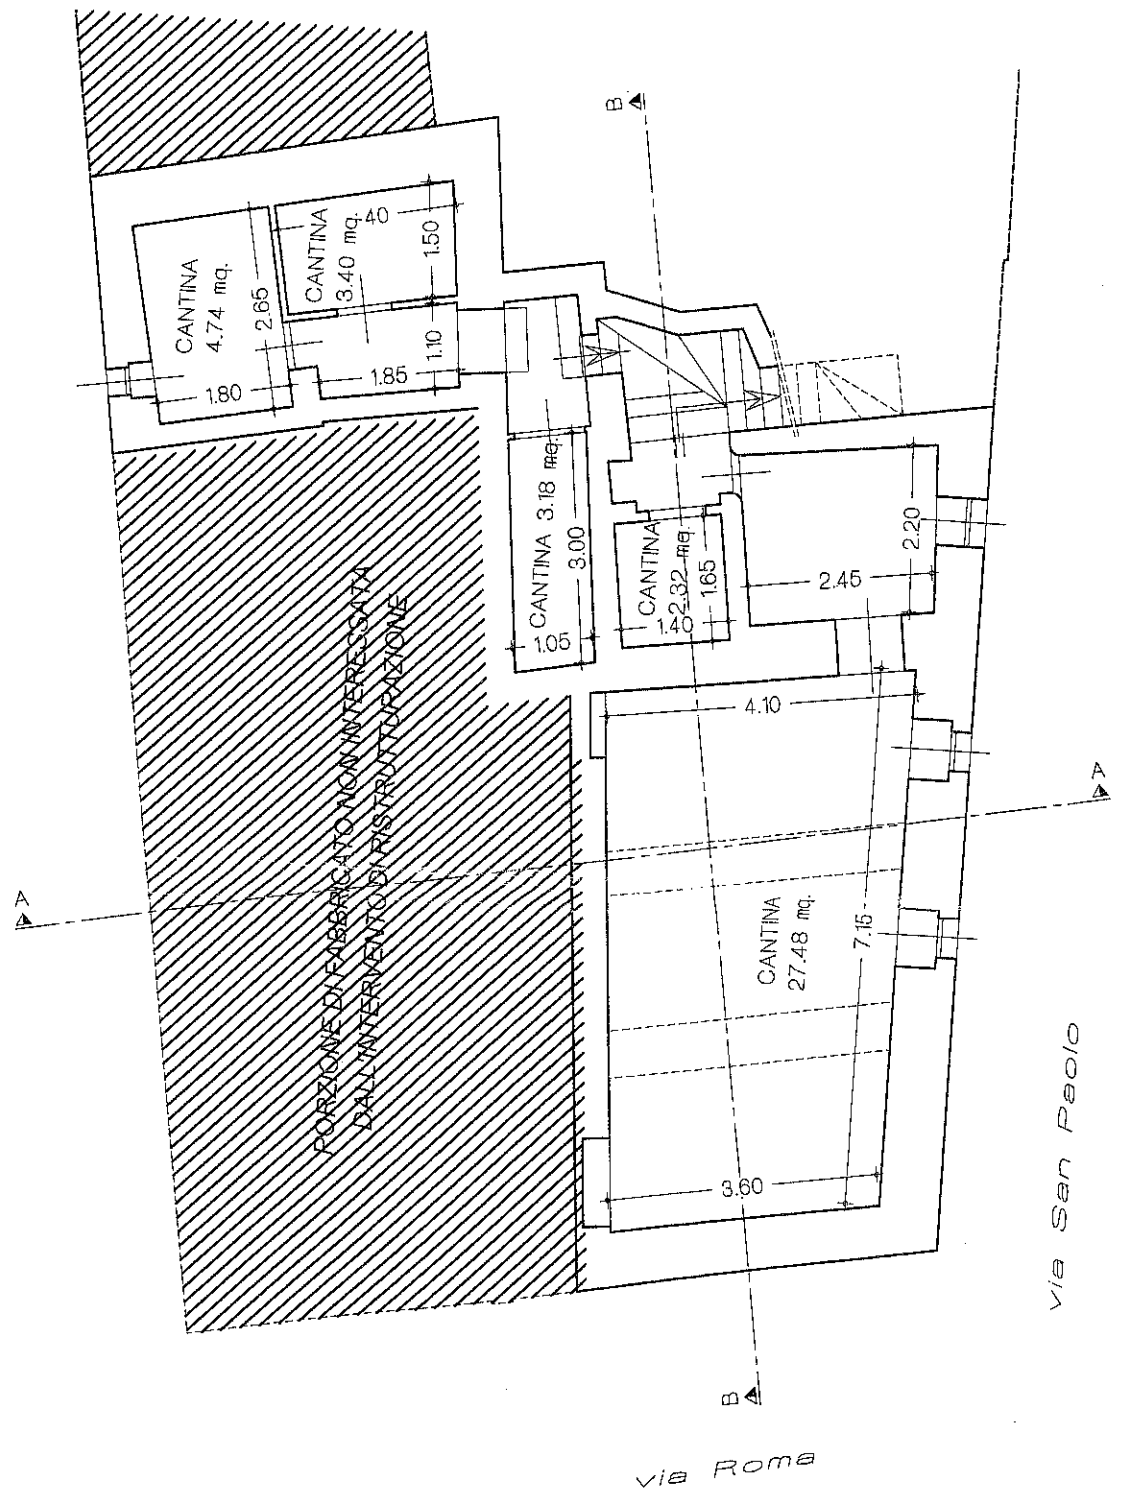 B
CANTINA
4.74 mq.
2.65
1.80
CANTINA
3.40 mq.
40
1.50
1.10
1.85
CANTINA 3.18 mq.
3.00
1.05
CANTINA
2.32 mq.
1.65
1.40
2.20
2.45
4.10
A
A
PORZIONE DI FABBRICATO NON INTERESSATA
DALL'INTERVENTO DI RISTRUTTURAZIONE
CANTINA
27.48 mq.
7.15
3.60
B
via San Paolo
via Roma